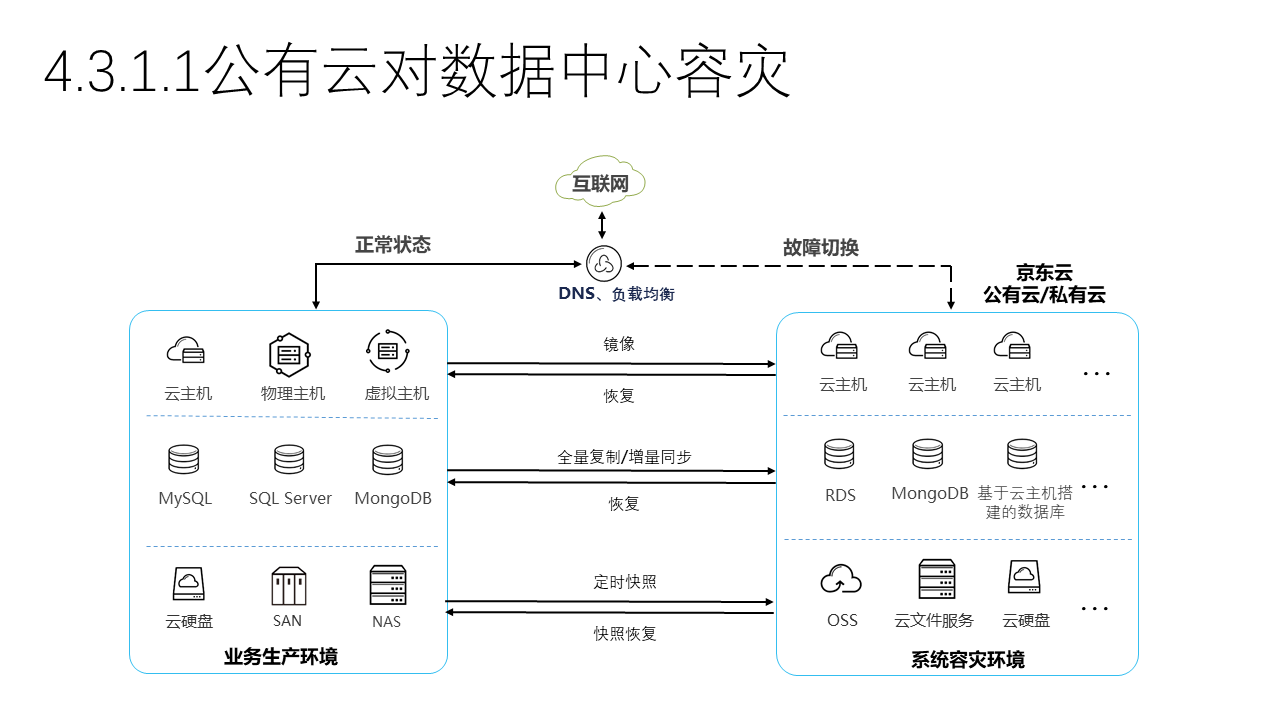 4.3.1.1公有云对数据中心容灾
互联网
正常状态
故障切换
DNS、负载均衡
京东云
公有云/私有云
云主机
物理主机
虚拟主机
MySQL
SQL Server
MongoDB
云硬盘
SAN
NAS
业务生产环境
镜像
恢复
全量复制/增量同步
恢复
定时快照
快照恢复
云主机
云主机
云主机
...
RDS
MongoDB
基于云主机搭
建的数据库
...
OSS
云文件服务
云硬盘
...
系统容灾环境